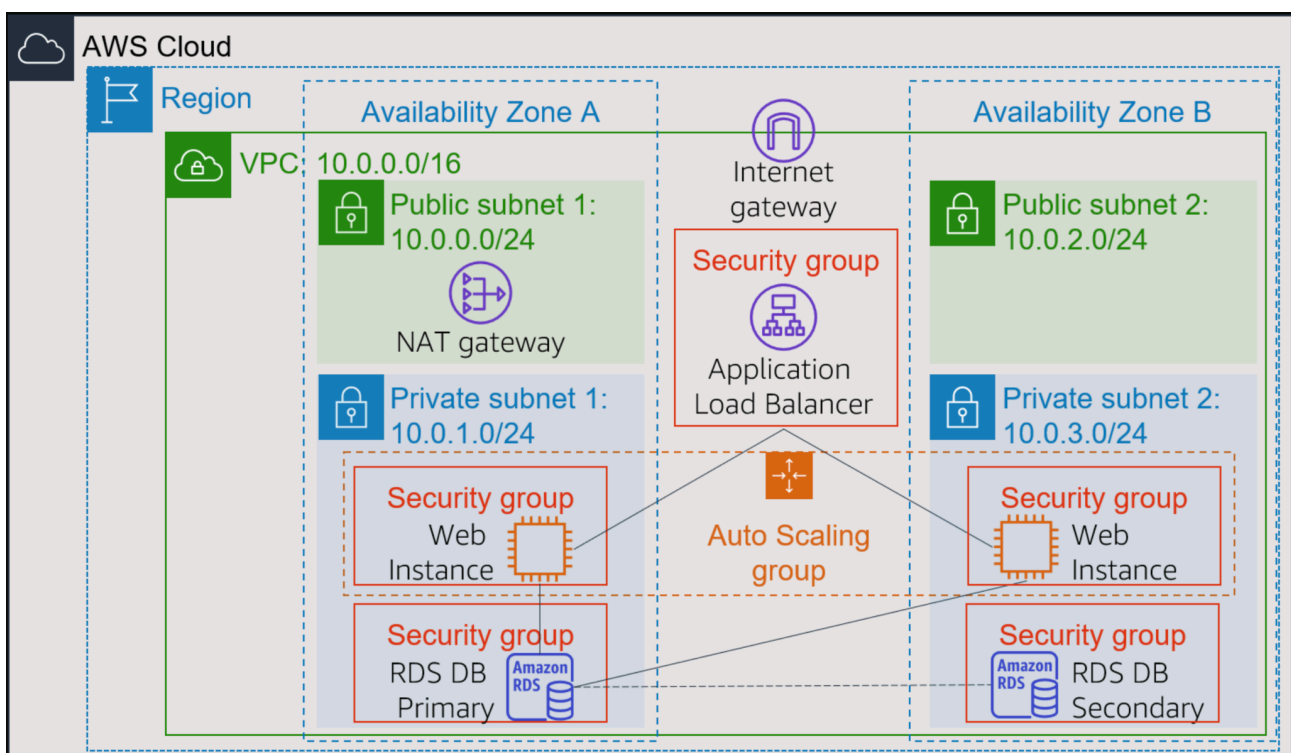 AWS Cloud
Region
Availability Zone A
Availability Zone B
VPC: 10.0.0.0/16
Internet
gateway
Public subnet 1:
10.0.0.0/24
NAT gateway
Security group
Application
Load Balancer
Public subnet 2:
10.0.2.0/24
Private subnet 1:
10.0.1.0/24
Private subnet 2:
10.0.3.0/24
Security group
Web
Instance
Auto Scaling
group
Security group
Web
Instance
Security group
RDS DB
Primary
Amazon
RDS
Security group
Amazon
RDS
RDS DB
Secondary